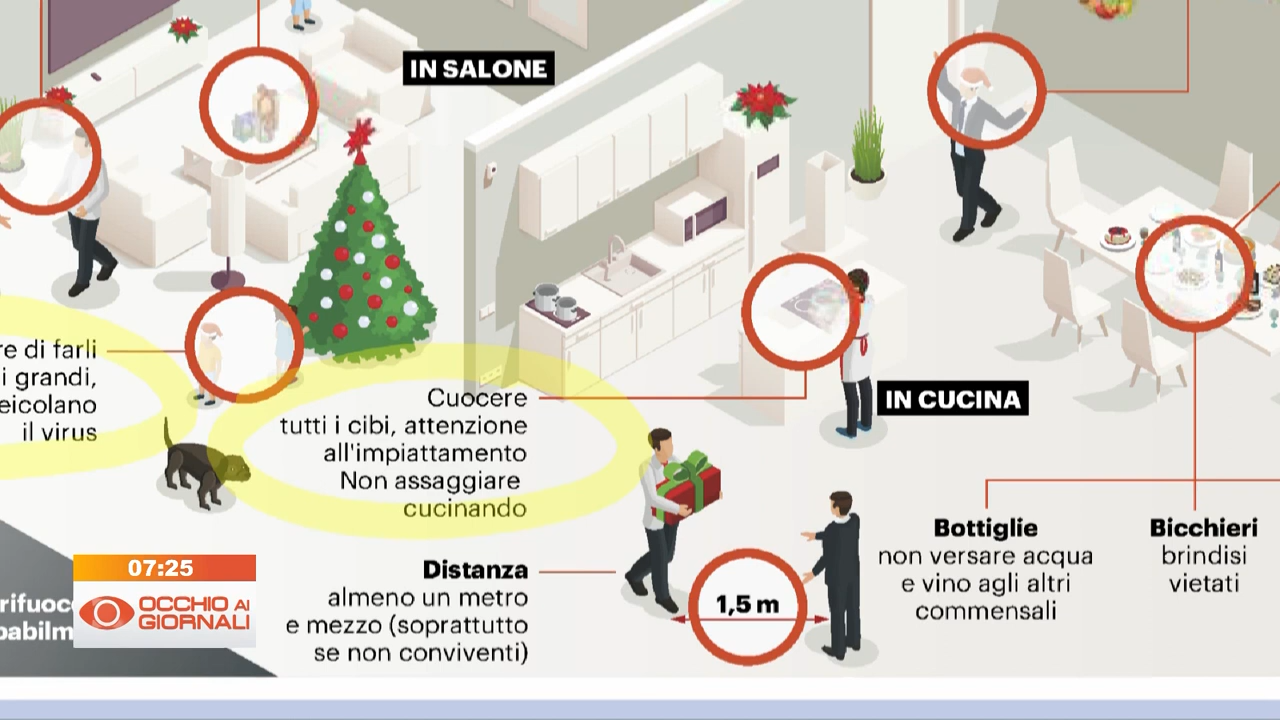 IN SALONE
re di farli
i grandi,
eicolano
il virus
Cuocere
tutti i cibi, attenzione
all'impiattamento
Non assaggiare
cucinando
IN CUCINA
Distanza
almeno un metro
e mezzo (soprattutto
se non conviventi)
1,5 m
Bottiglie
non versare acqua
e vino agli altri
commensali
Bicchieri
brindisi
vietati
rifuoc
babilm
07:25
OCCHIO AI
GIORNALI